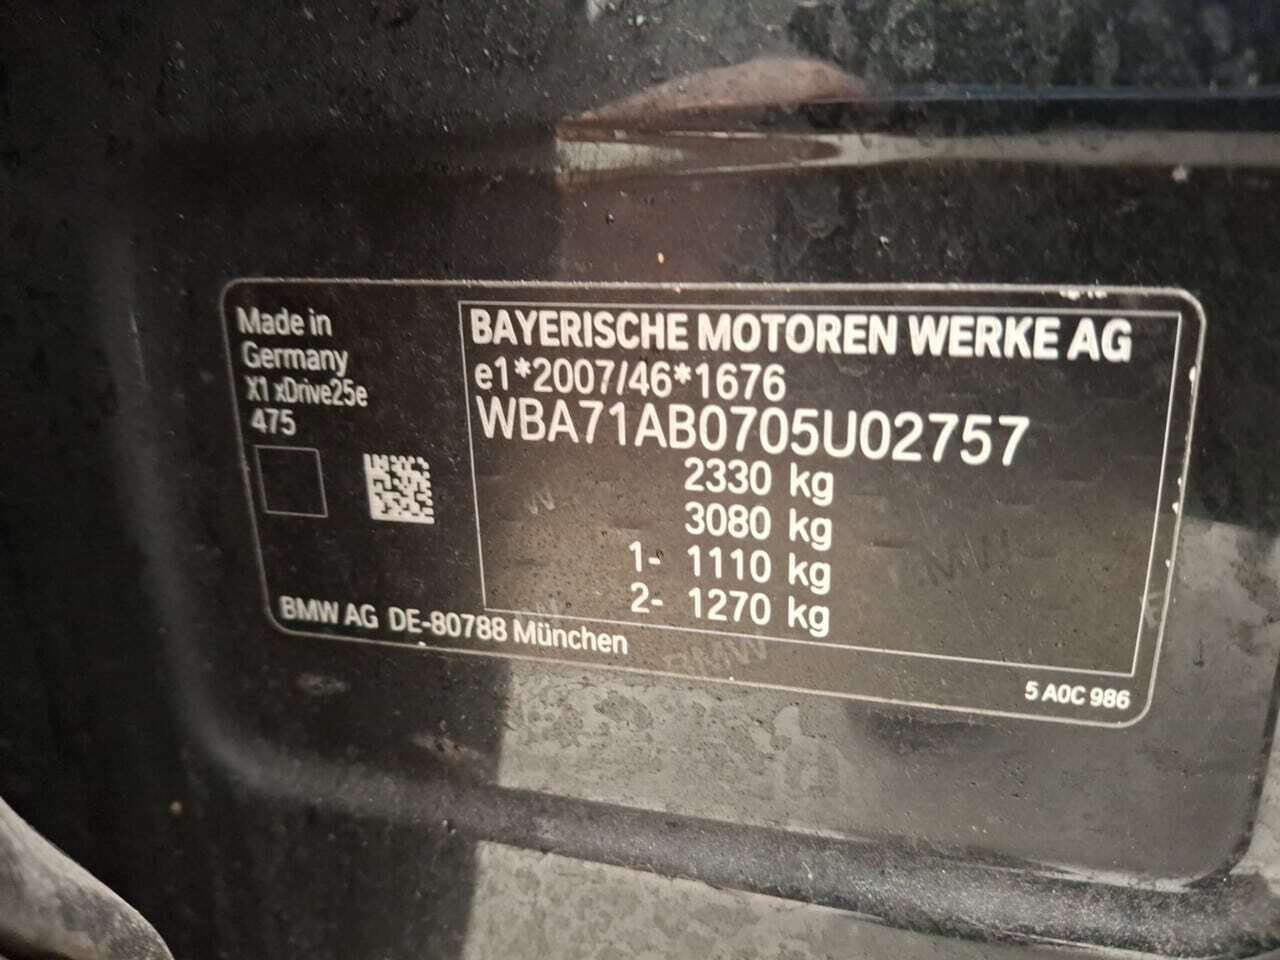 Made in
Germany
X1 xDrive25e
475
BAYERISCHE MOTOREN WERKE AG
e1*2007/46*1676
WBA71AB0705U02757
2330 kg
3080 kg
1- 1110 kg
2- 1270 kg
BMW AG DE-80788 München
BMW
5 A0C 986